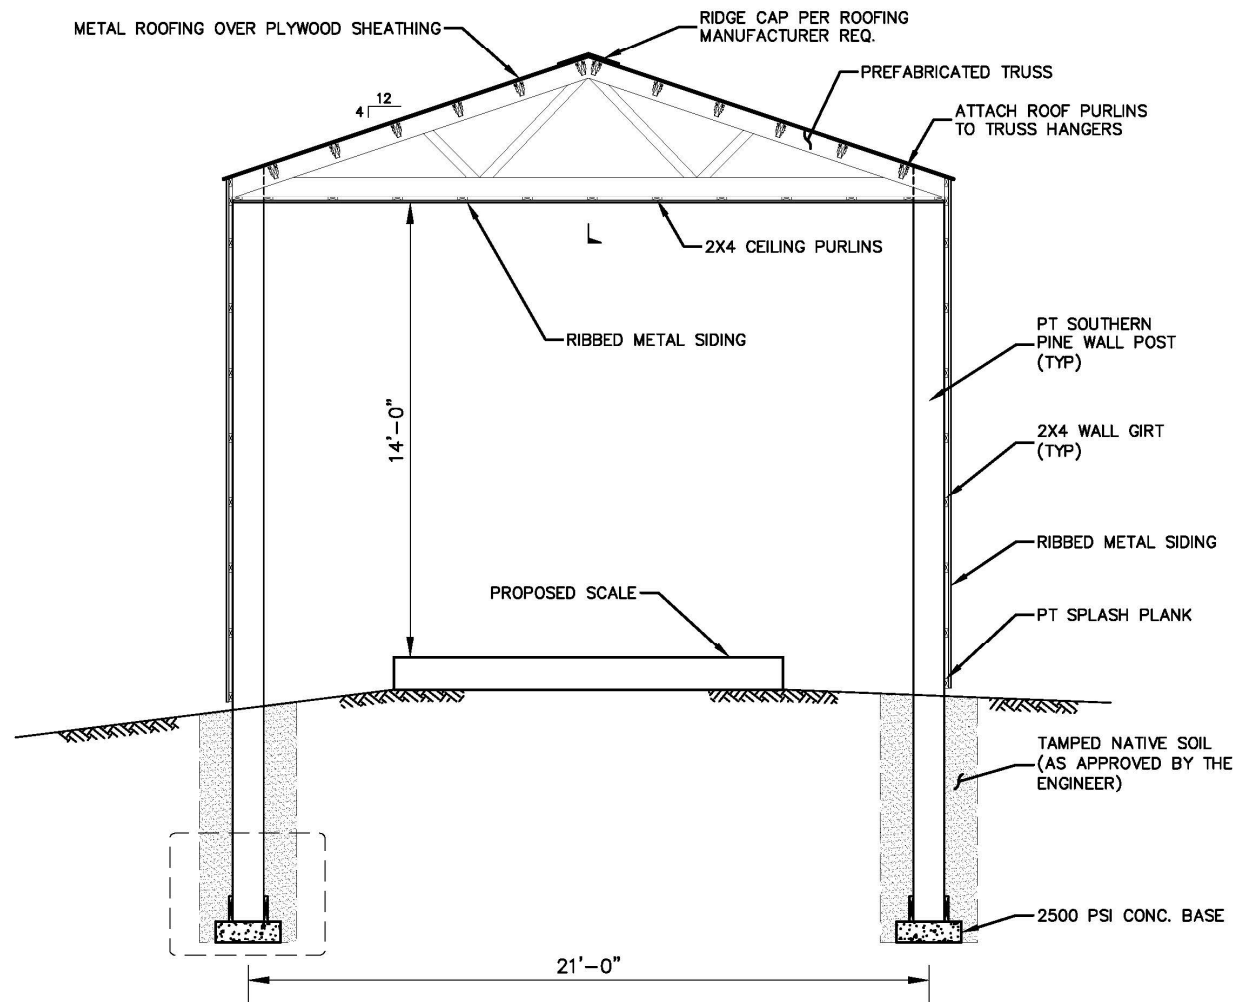 METAL ROOFING OVER PLYWOOD SHEATHING
RIDGE CAP PER ROOFING
MANUFACTURER REQ.
PREFABRICATED TRUSS
12
4
ATTACH ROOF PURLINS
TO TRUSS HANGERS
2X4 CEILING PURLINS
RIBBED METAL SIDING
PT SOUTHERN
PINE WALL POST
(TYP)
14'-0"
2X4 WALL GIRT
(TYP)
RIBBED METAL SIDING
PROPOSED SCALE
PT SPLASH PLANK
TAMPED NATIVE SOIL
(AS APPROVED BY THE
ENGINEER)
2500 PSI CONC. BASE
21'-0"